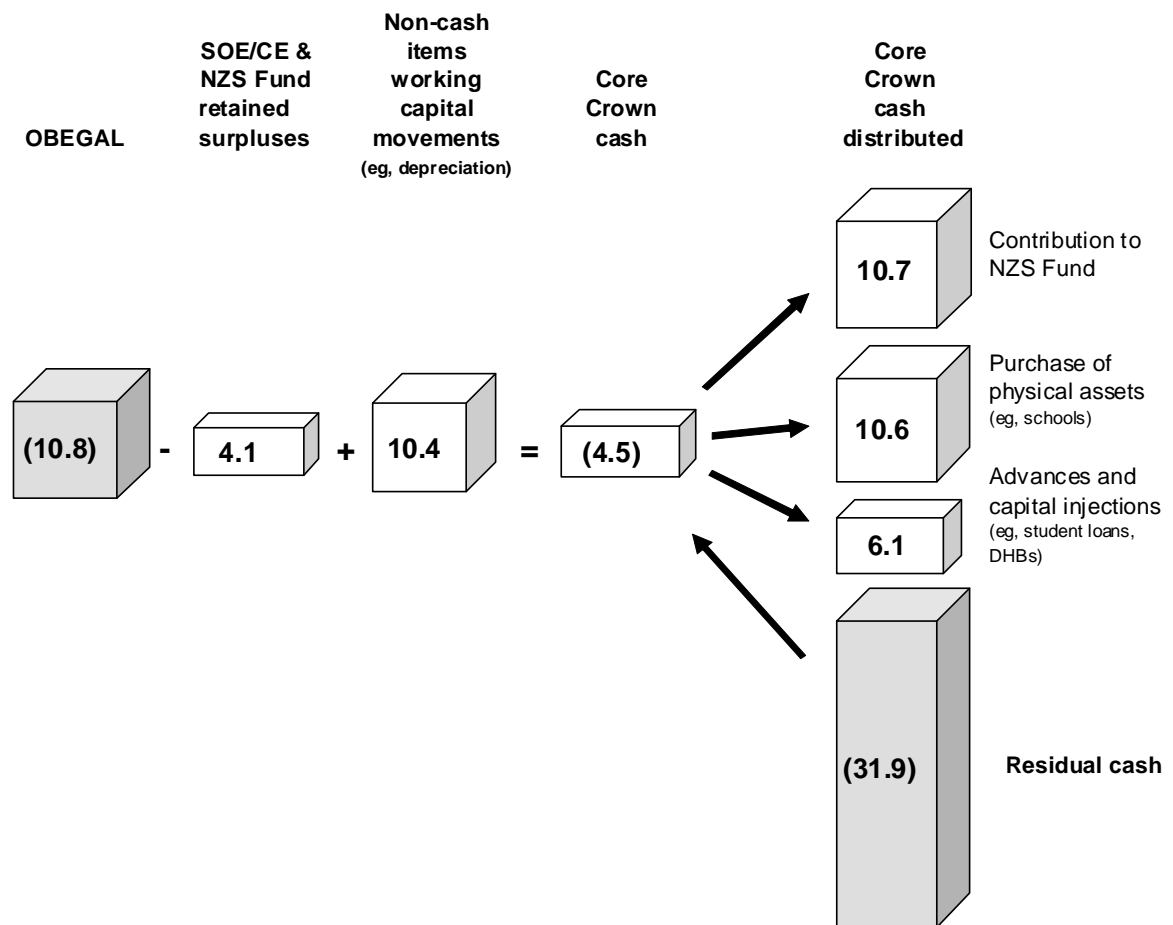 OBEGAL
SOE/CE &
NZS Fund
retained
surpluses
Non-cash
items
working
capital
movements
(eg, depreciation)
Core
Crown
cash
Core
Crown
cash
distributed
(10.8)
-
4.1
+
10.4
=
(4.5)
10.7
Contribution to
NZS Fund
10.6
Purchase of
physical assets
(eg, schools)
6.1
Advances and
capital injections
(eg, student loans,
DHBs)
(31.9)
Residual cash